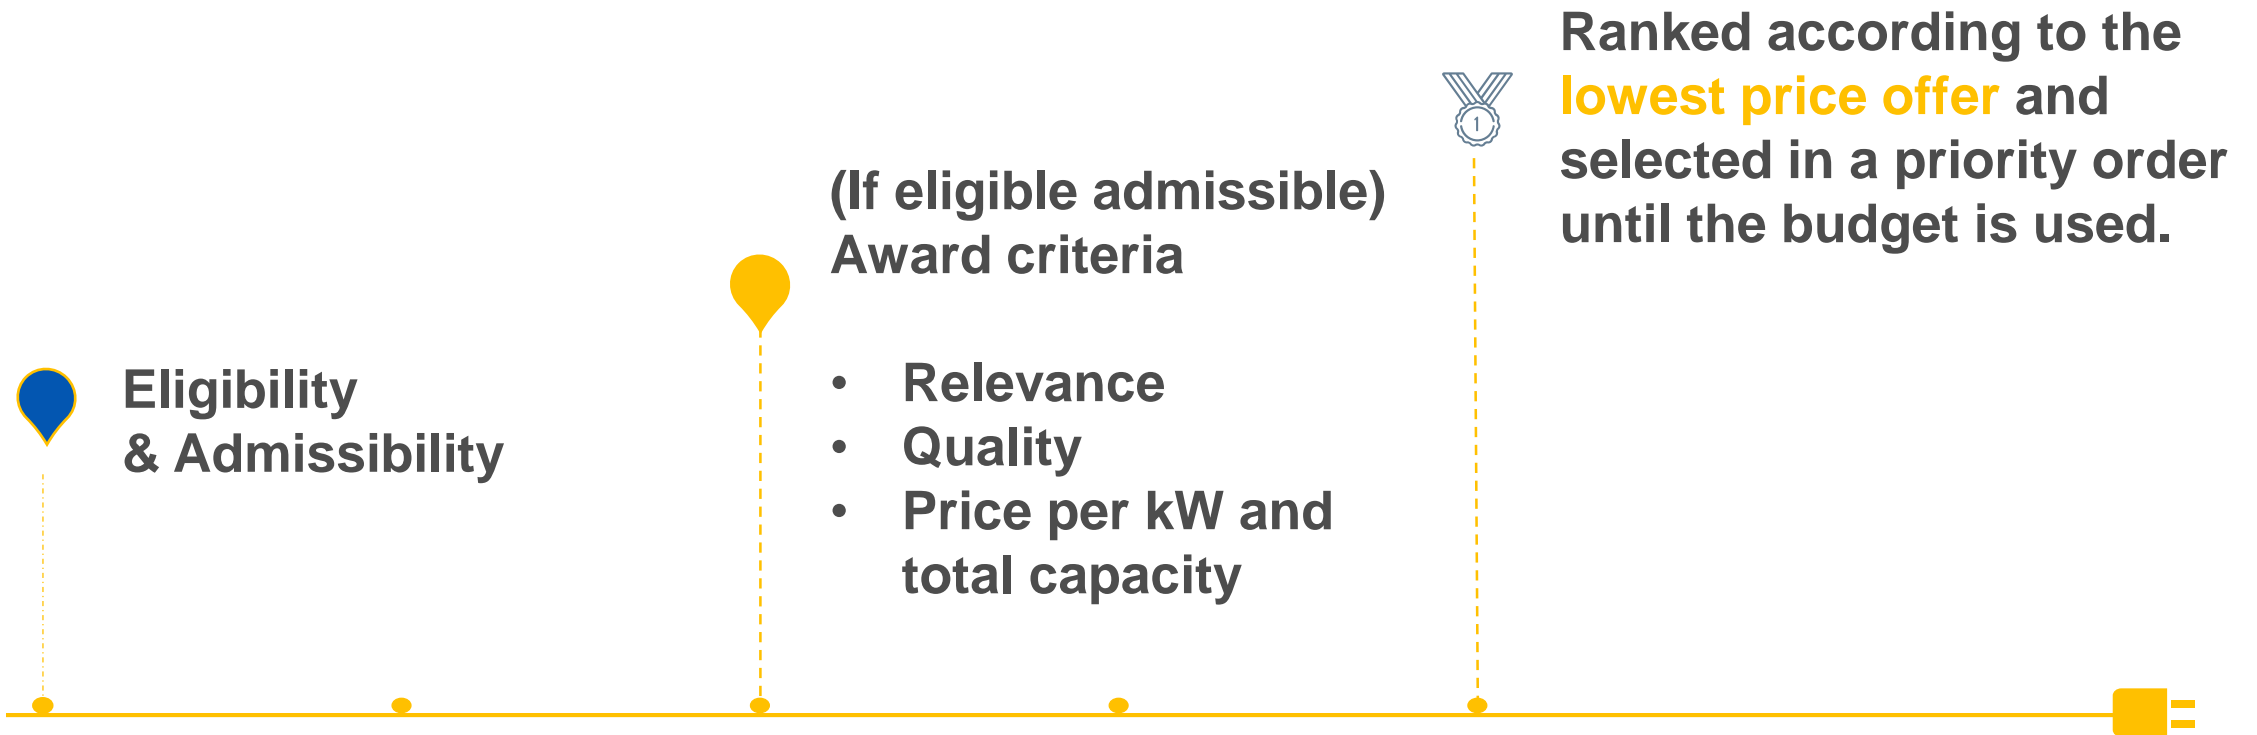 Eligibility
& Admissibility
(If eligible admissible)
Award criteria
• Relevance
• Quality
• Price per kW and
total capacity
1
Ranked according to the
lowest price offer and
selected in a priority order
until the budget is used.